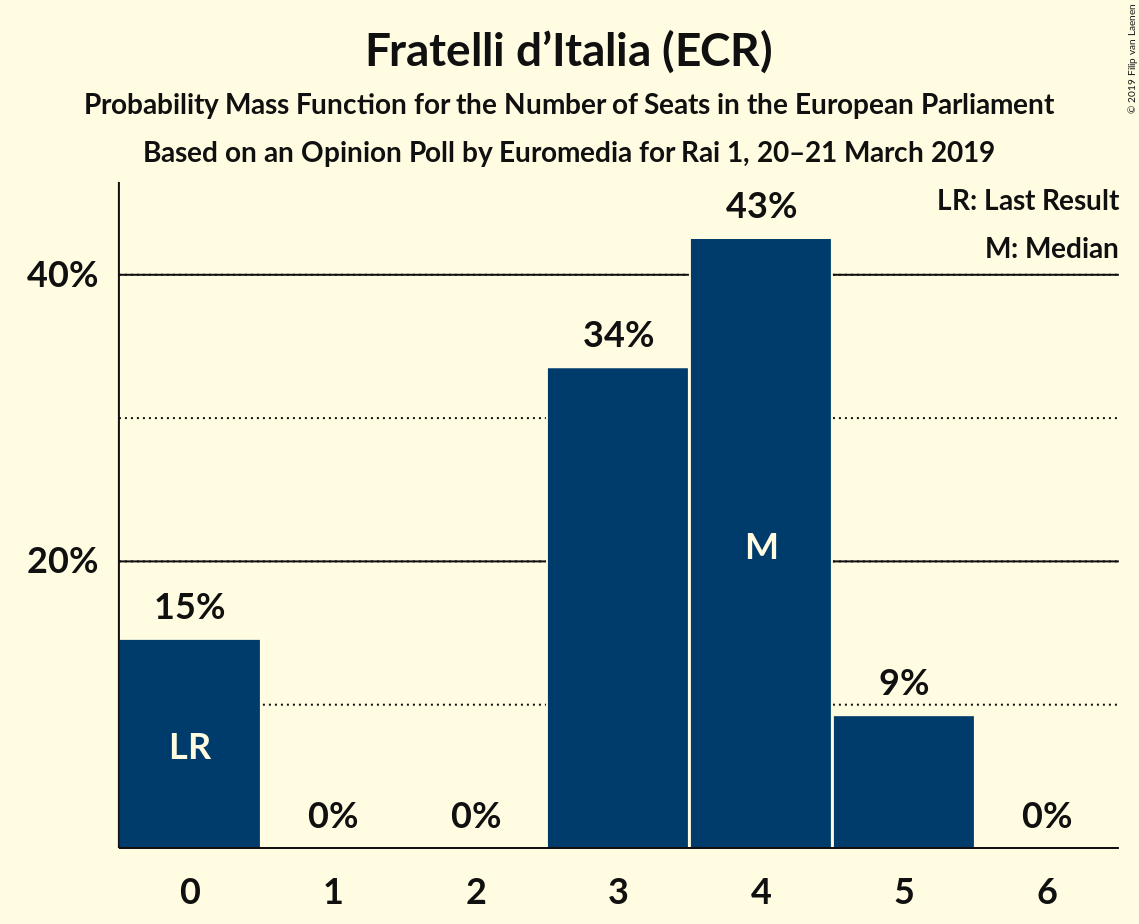 Fratelli d’Italia (ECR)
Probability Mass Function for the Number of Seats in the European Parliament
Based on an Opinion Poll by Euromedia for Rai 1, 20–21 March 2019
© 2019 Filip van Laenen
LR: Last Result
M: Median
43%
40%
34%
M
20%
15%
9%
LR
0%
0%
0%
0
1
2
3
4
5
6